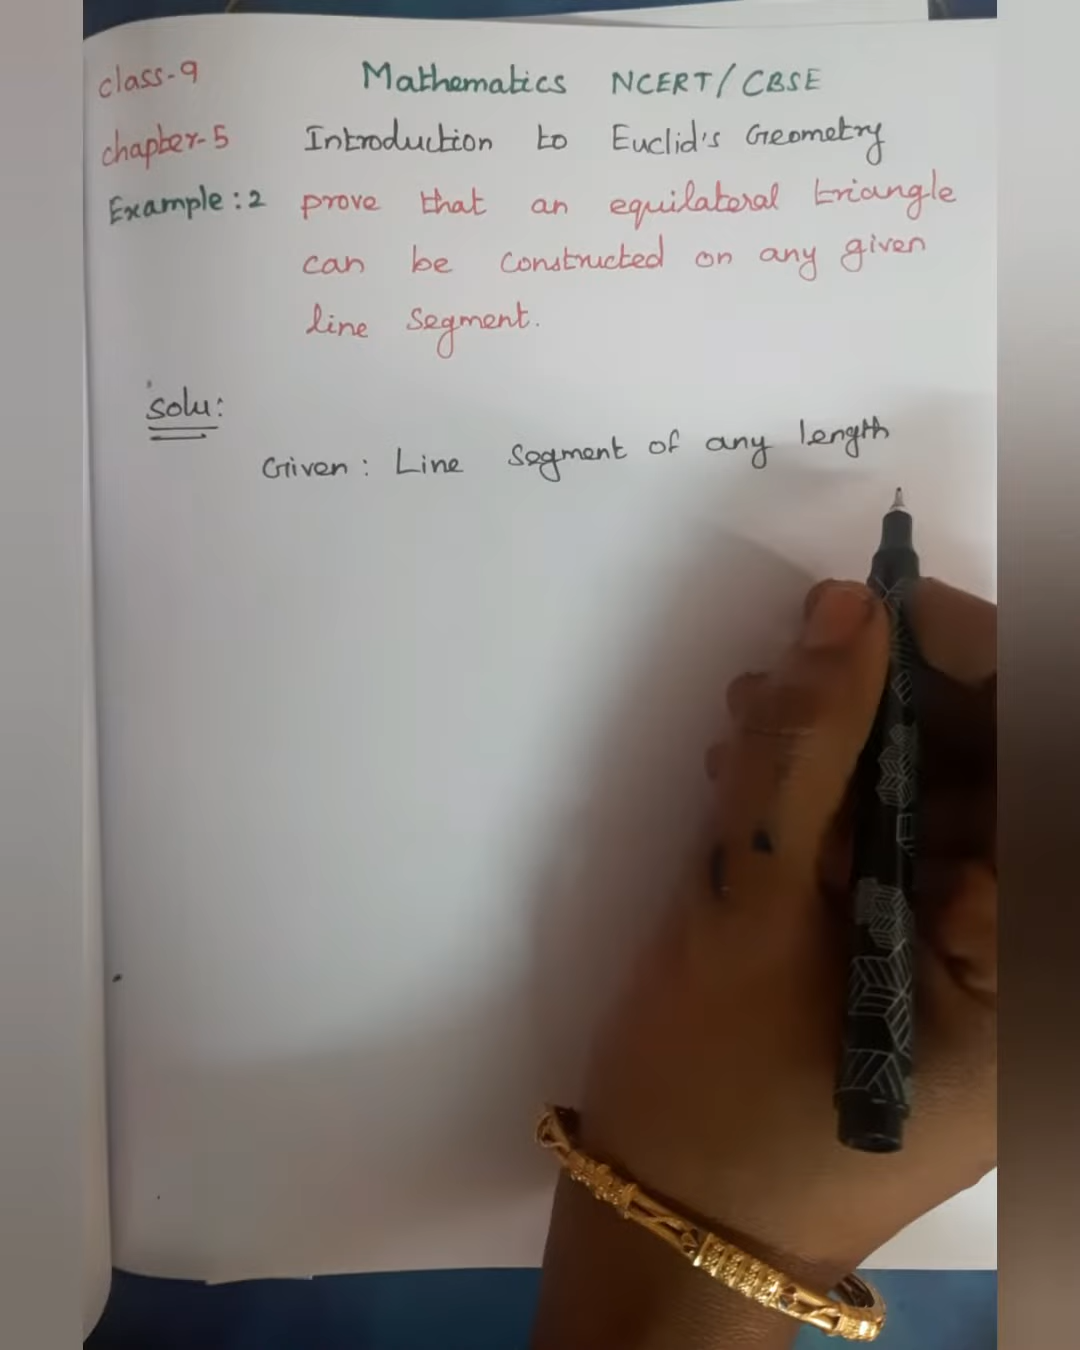 class-9 Mathematics NCERT/CBSE
chapter-5 Introduction to Euclid's Geometry
Example:2 prove that an equilateral triangle
can be constructed on any given
line segment.
Solu:
Given: Line segment of any length